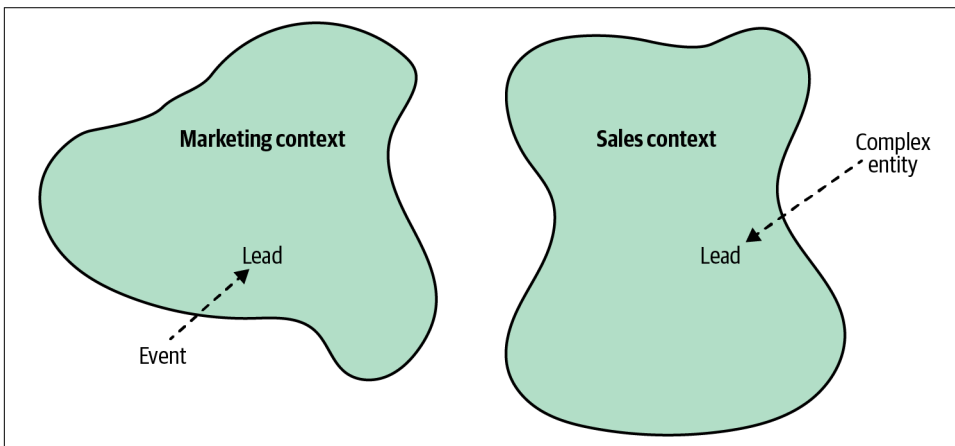 Marketing context
Sales context
Complex
entity
Lead
Lead
Event